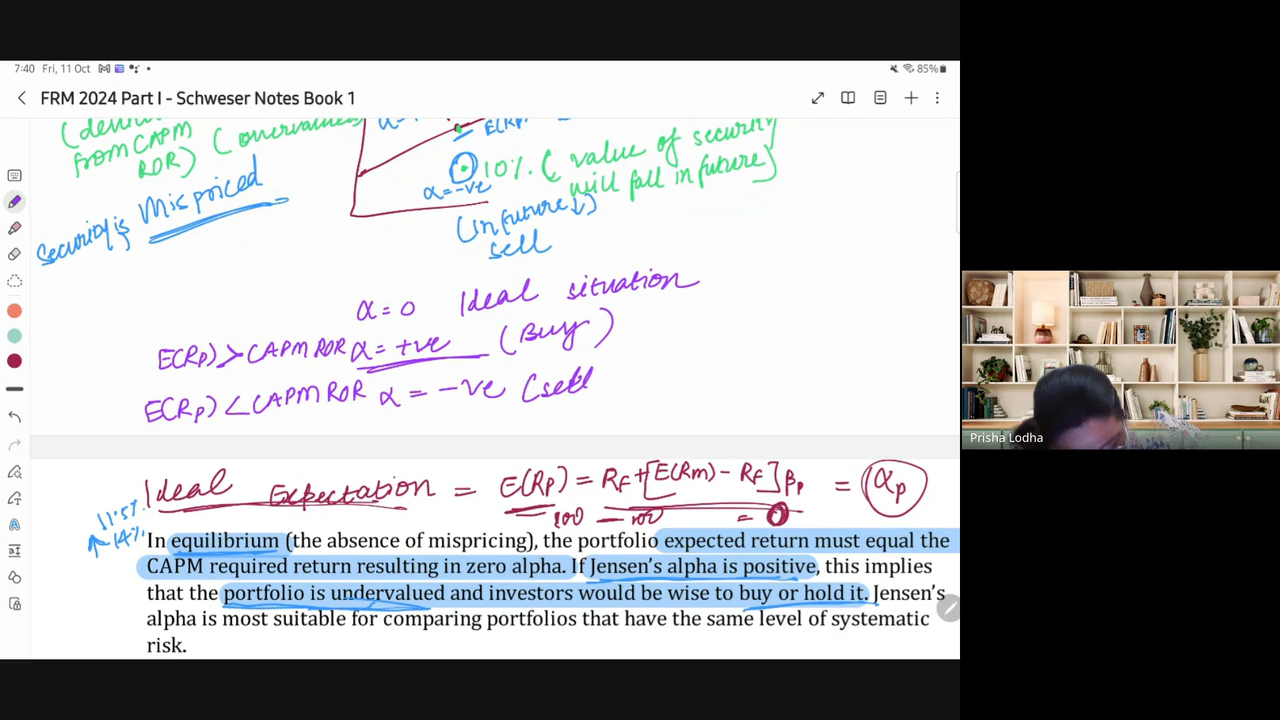 7:40 Fri, 11 Oct
85%
FRM 2024 Part I - Schweser Notes Book 1
from CAPM
ROR)
E(Rp)
10% ( value of security
will fall in future)
α = -ve
(In future ↓)
sell
Security is Mispriced
α = 0 Ideal situation
E(Rp) > CAPM ROR α = +ve (Buy)
E(Rp) < CAPM ROR α = -ve (sell
Ideal Expectation = E(Rp) = RF + [E(Rm) - RF] βp = αp
100 - 100 = 0
11.5%
↑ 14%
In equilibrium (the absence of mispricing), the portfolio expected return must equal the
CAPM required return resulting in zero alpha. If Jensen's alpha is positive, this implies
that the portfolio is undervalued and investors would be wise to buy or hold it. Jensen's
alpha is most suitable for comparing portfolios that have the same level of systematic
risk.
Prisha Lodha